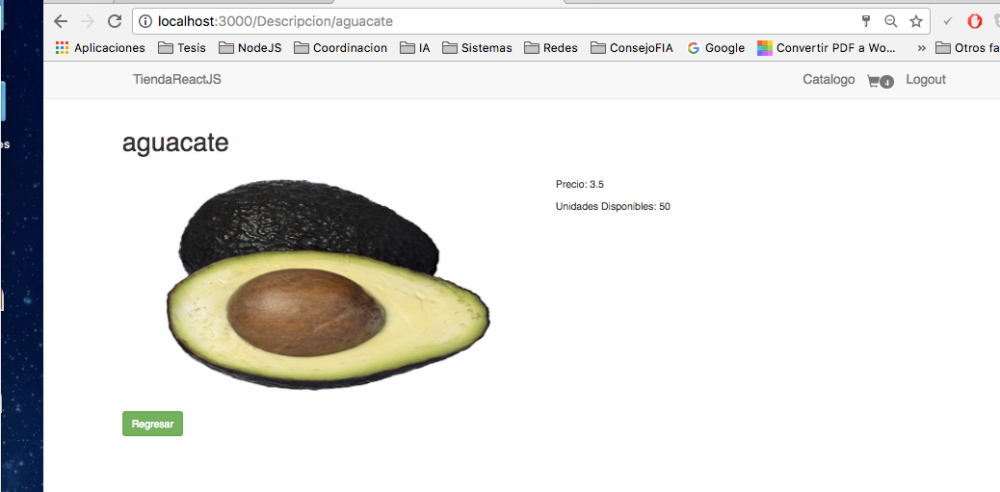 localhost:3000/Descripcion/aguacate
Aplicaciones Tesis NodeJS Coordinacion IA Sistemas Redes ConsejoFIA Google Convertir PDF a Wo... » Otros fa
TiendaReactJS Catalogo 4 Logout
os
aguacate
Precio: 3.5
Unidades Disponibles: 50
Regresar